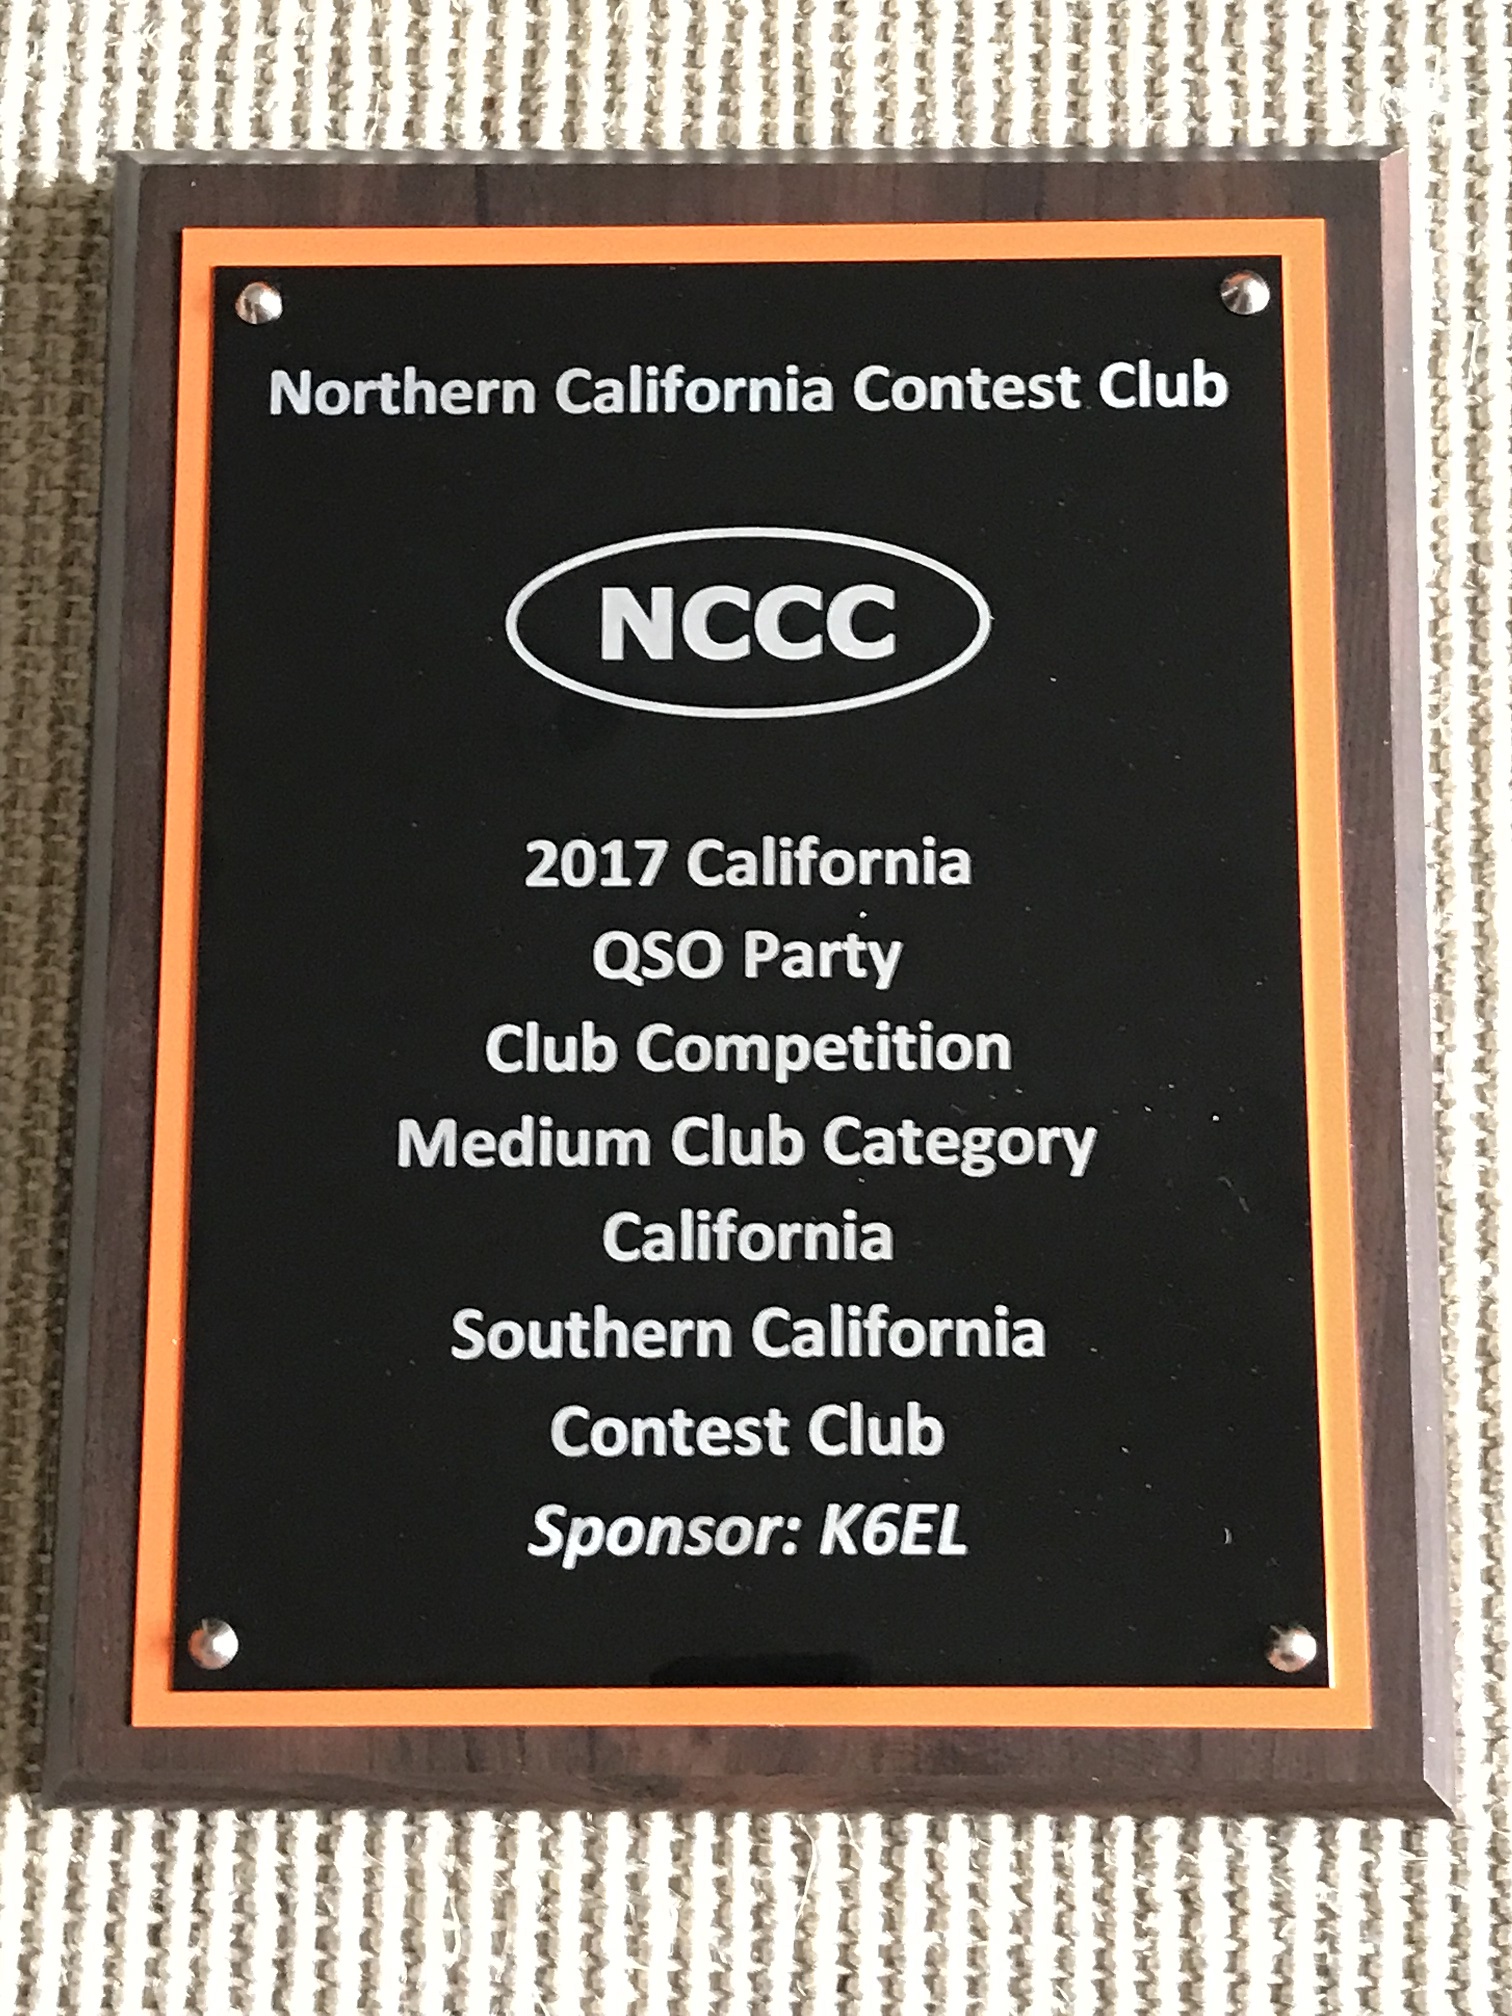 Northern California Contest Club
NCCC
2017 California
QSO Party
Club Competition
Medium Club Category
California
Southern California
Contest Club
Sponsor: K6EL